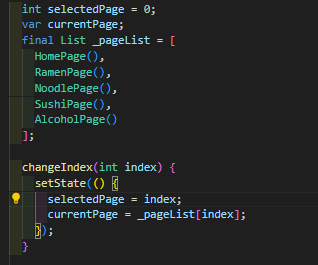 int selectedPage = 0;
var currentPage;
final List _pageList = [
HomePage(),
RamenPage(),
NoodlePage(),
SushiPage(),
AlcoholPage()
];
changeIndex(int index) {
setState(() {
selectedPage = index;
currentPage = _pageList[index];
});
}